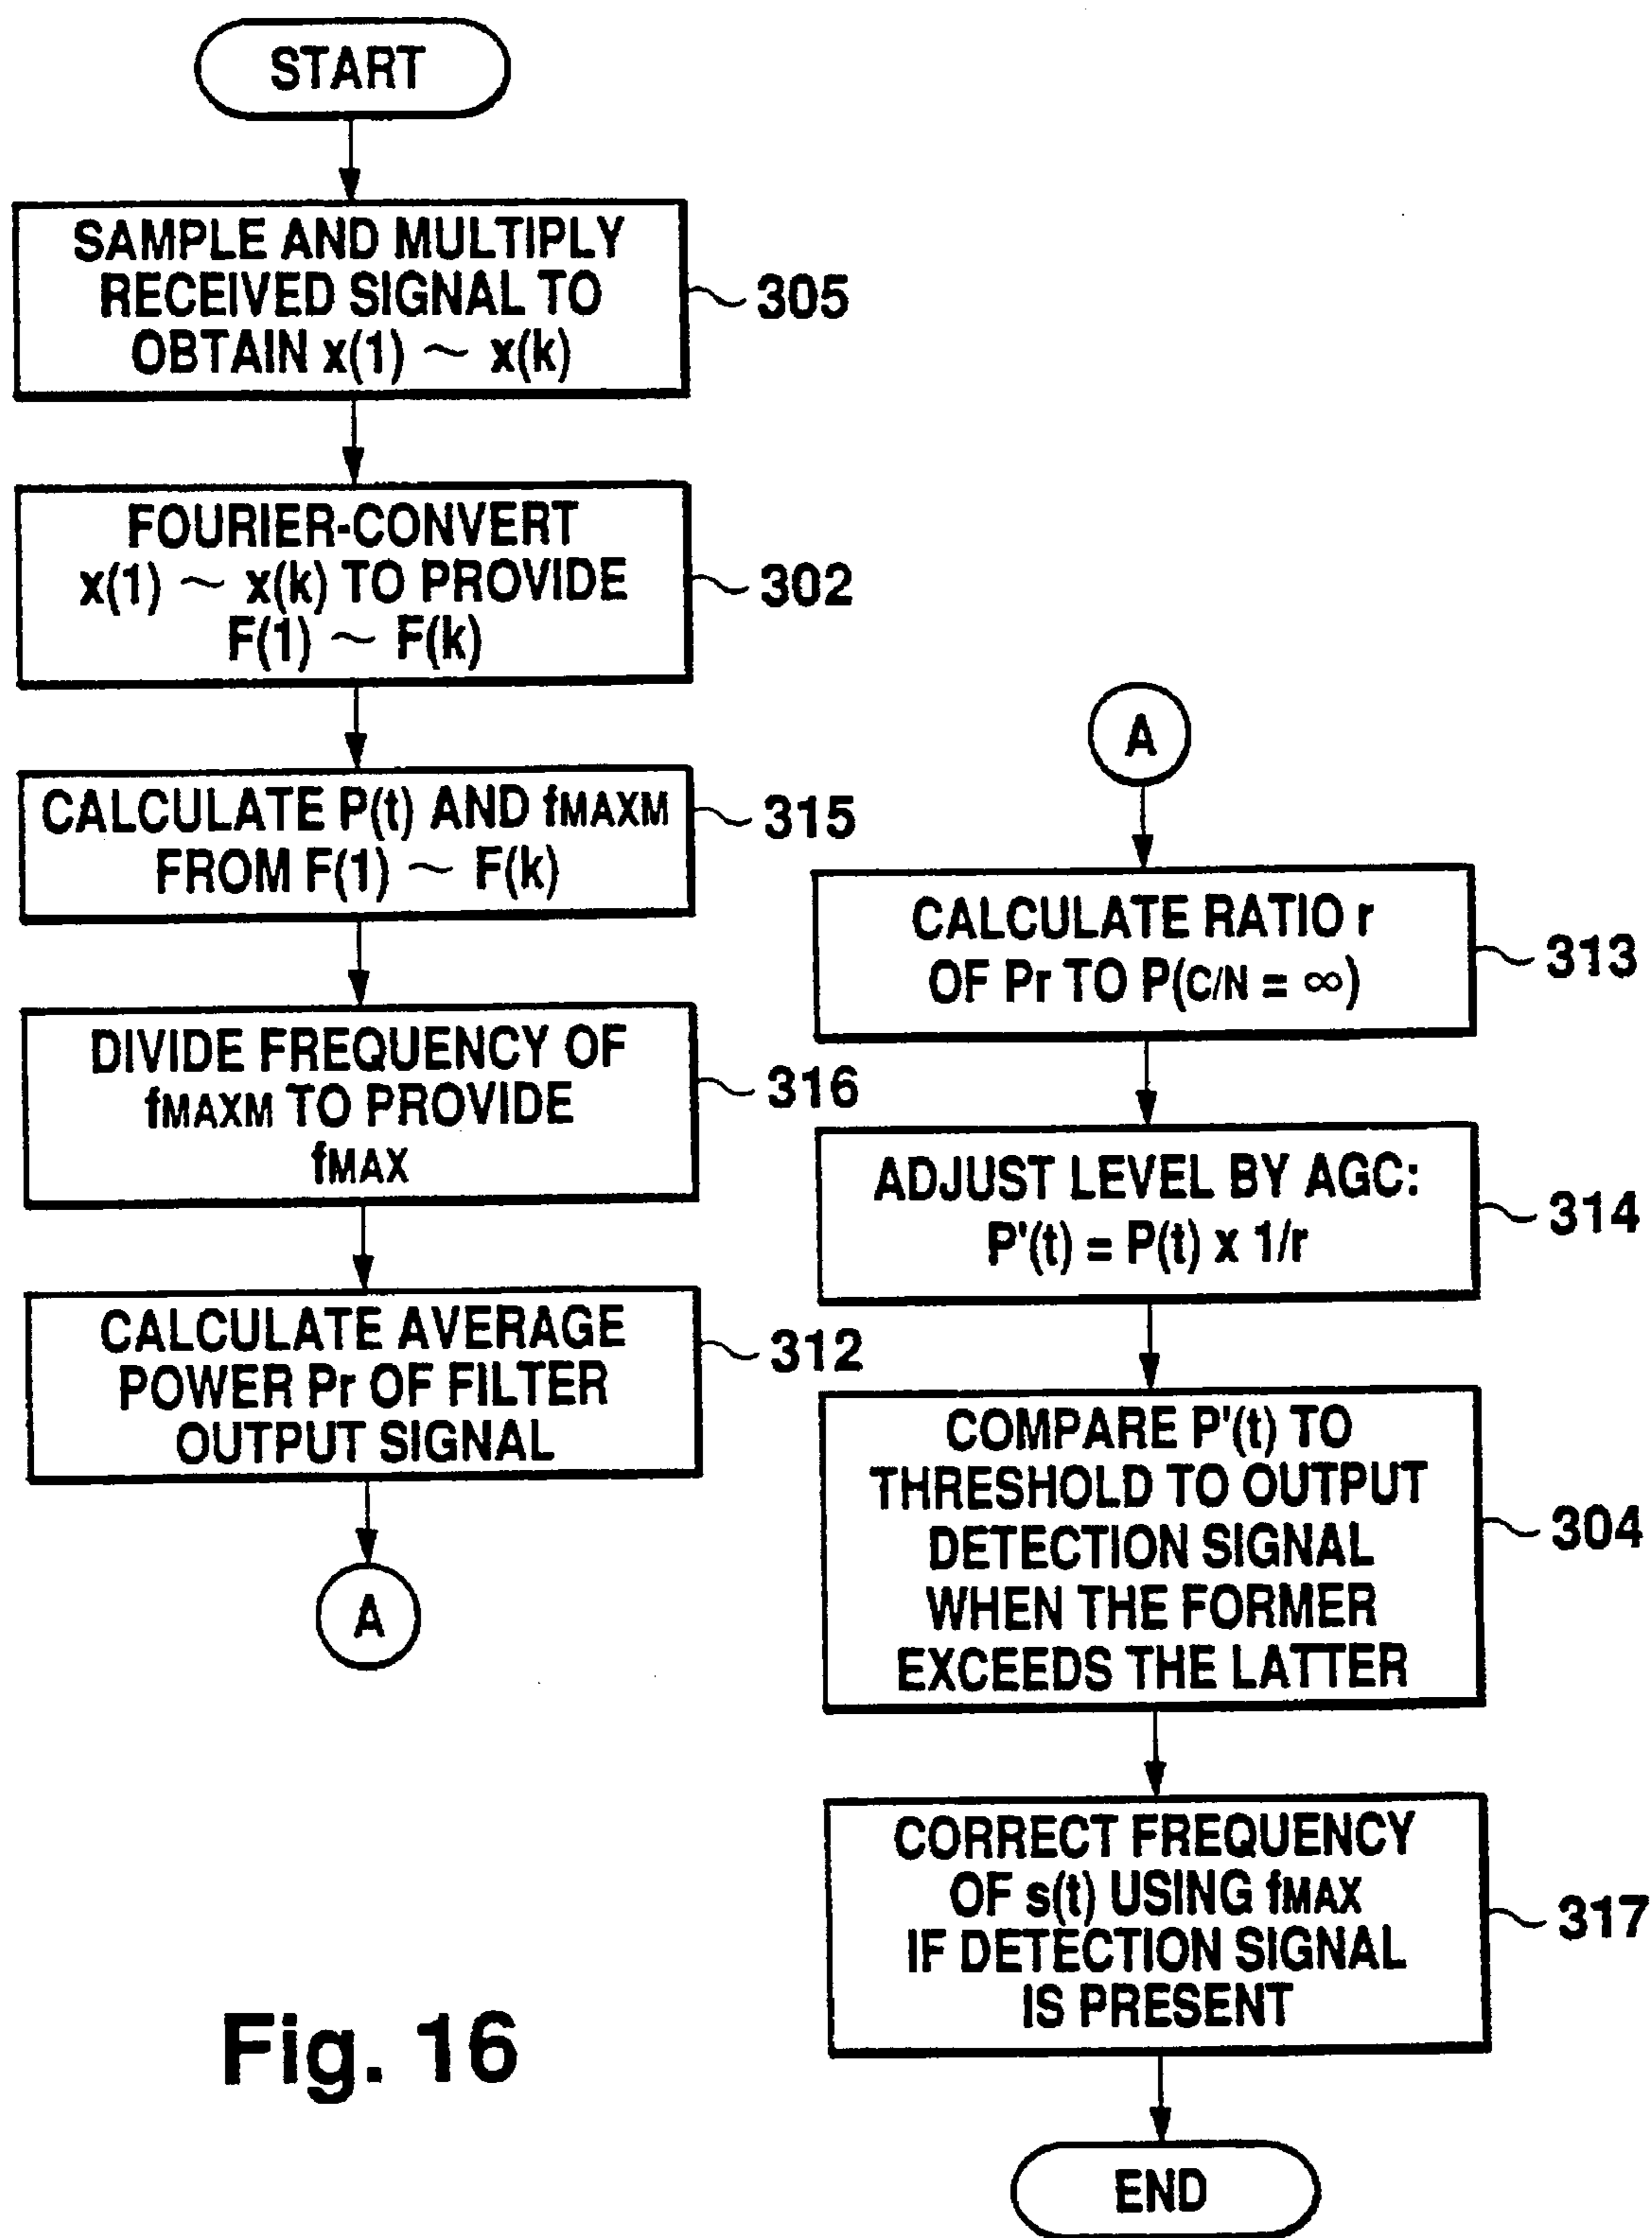 START
SAMPLE AND MULTIPLY
RECEIVED SIGNAL TO
OBTAIN x(1) ~ x(k)
305
FOURIER-CONVERT
x(1) ~ x(k) TO PROVIDE
F(1) ~ F(k)
302
CALCULATE P(t) AND fMAXM
FROM F(1) ~ F(k)
315
DIVIDE FREQUENCY OF
fMAXM TO PROVIDE
fMAX
316
CALCULATE AVERAGE
POWER Pr OF FILTER
OUTPUT SIGNAL
312
A
A
CALCULATE RATIO r
OF Pr TO P(C/N = ∞)
313
ADJUST LEVEL BY AGC:
P'(t) = P(t) x 1/r
314
COMPARE P'(t) TO
THRESHOLD TO OUTPUT
DETECTION SIGNAL
WHEN THE FORMER
EXCEEDS THE LATTER
304
CORRECT FREQUENCY
OF s(t) USING fMAX
IF DETECTION SIGNAL
IS PRESENT
317
END
Fig. 16